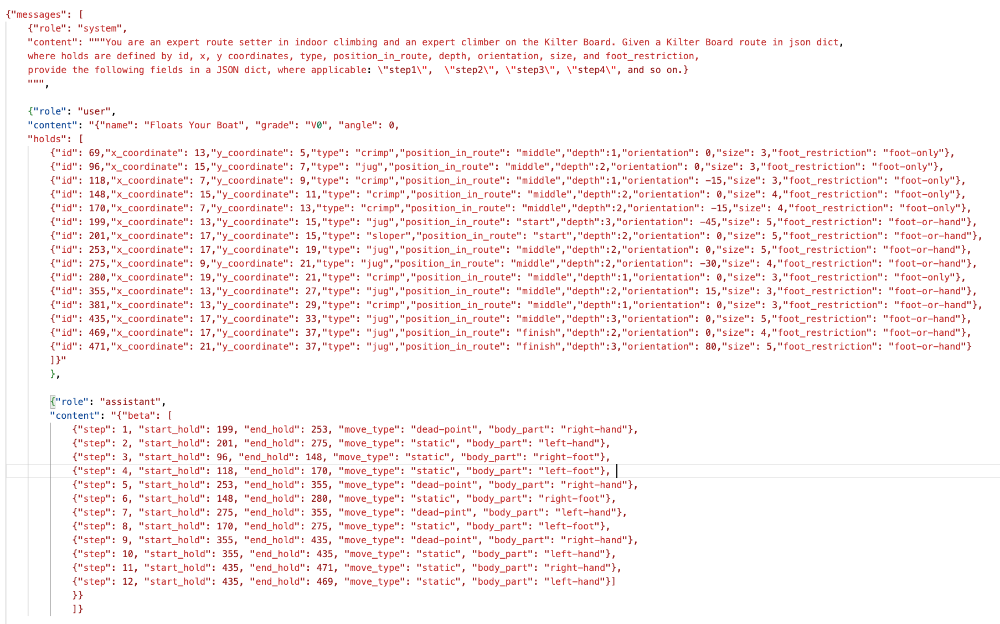 {"messages": [
{"role": "system",
"content": """You are an expert route setter in indoor climbing and an expert climber on the Kilter Board. Given a Kilter Board route in json dict,
where holds are defined by id, x, y coordinates, type, position_in_route, depth, orientation, size, and foot_restriction,
provide the following fields in a JSON dict, where applicable: \"step1\",  \"step2\", \"step3\", \"step4\", and so on.}
""",
{"role": "user",
"content": "{"name": "Floats Your Boat", "grade": "V0", "angle": 0,
"holds": [
{"id": 69,"x_coordinate": 13,"y_coordinate": 5,"type": "crimp","position_in_route": "middle","depth":1,"orientation": 0,"size": 3,"foot_restriction": "foot-only"},
{"id": 96,"x_coordinate": 15,"y_coordinate": 7,"type": "jug","position_in_route": "middle","depth":2,"orientation": 0,"size": 3,"foot_restriction": "foot-only"},
{"id": 118,"x_coordinate": 7,"y_coordinate": 9,"type": "crimp","position_in_route": "middle","depth":1,"orientation": -15,"size": 3,"foot_restriction": "foot-only"},
{"id": 148,"x_coordinate": 15,"y_coordinate": 11,"type": "crimp","position_in_route": "middle","depth":2,"orientation": 0,"size": 4,"foot_restriction": "foot-only"},
{"id": 170,"x_coordinate": 7,"y_coordinate": 13,"type": "crimp","position_in_route": "middle","depth":2,"orientation": -15,"size": 4,"foot_restriction": "foot-only"},
{"id": 199,"x_coordinate": 13,"y_coordinate": 15,"type": "jug","position_in_route": "start","depth":3,"orientation": -45,"size": 5,"foot_restriction": "foot-or-hand"},
{"id": 201,"x_coordinate": 17,"y_coordinate": 15,"type": "sloper","position_in_route": "start","depth":2,"orientation": 0,"size": 5,"foot_restriction": "foot-or-hand"},
{"id": 253,"x_coordinate": 17,"y_coordinate": 19,"type": "jug","position_in_route": "middle","depth":2,"orientation": 0,"size": 5,"foot_restriction": "foot-or-hand"},
{"id": 275,"x_coordinate": 9,"y_coordinate": 21,"type": "jug","position_in_route": "middle","depth":2,"orientation": -30,"size": 4,"foot_restriction": "foot-or-hand"},
{"id": 280,"x_coordinate": 19,"y_coordinate": 21,"type": "crimp","position_in_route": "middle","depth":1,"orientation": 0,"size": 3,"foot_restriction": "foot-only"},
{"id": 355,"x_coordinate": 13,"y_coordinate": 27,"type": "jug","position_in_route": "middle","depth":2,"orientation": 15,"size": 3,"foot_restriction": "foot-or-hand"},
{"id": 381,"x_coordinate": 13,"y_coordinate": 29,"type": "crimp","position_in_route": "middle","depth":1,"orientation": 0,"size": 3,"foot_restriction": "foot-or-hand"},
{"id": 435,"x_coordinate": 17,"y_coordinate": 33,"type": "jug","position_in_route": "middle","depth":3,"orientation": 0,"size": 5,"foot_restriction": "foot-or-hand"},
{"id": 469,"x_coordinate": 17,"y_coordinate": 37,"type": "jug","position_in_route": "finish","depth":2,"orientation": 0,"size": 4,"foot_restriction": "foot-or-hand"},
{"id": 471,"x_coordinate": 21,"y_coordinate": 37,"type": "jug","position_in_route": "finish","depth":3,"orientation": 80,"size": 5,"foot_restriction": "foot-or-hand"}
]}"
},
{"role": "assistant",
"content": "{"beta": [
{"step": 1, "start_hold": 199, "end_hold": 253, "move_type": "dead-point", "body_part": "right-hand"},
{"step": 2, "start_hold": 201, "end_hold": 275, "move_type": "static", "body_part": "left-hand"},
{"step": 3, "start_hold": 96, "end_hold": 148, "move_type": "static", "body_part": "right-foot"},
{"step": 4, "start_hold": 118, "end_hold": 170, "move_type": "static", "body_part": "left-foot"},
{"step": 5, "start_hold": 253, "end_hold": 355, "move_type": "dead-point", "body_part": "right-hand"},
{"step": 6, "start_hold": 148, "end_hold": 280, "move_type": "static", "body_part": "right-foot"},
{"step": 7, "start_hold": 275, "end_hold": 355, "move_type": "dead-pint", "body_part": "left-hand"},
{"step": 8, "start_hold": 170, "end_hold": 275, "move_type": "static", "body_part": "left-foot"},
{"step": 9, "start_hold": 355, "end_hold": 435, "move_type": "dead-point", "body_part": "right-hand"},
{"step": 10, "start_hold": 355, "end_hold": 435, "move_type": "static", "body_part": "left-hand"},
{"step": 11, "start_hold": 435, "end_hold": 471, "move_type": "static", "body_part": "right-hand"},
{"step": 12, "start_hold": 435, "end_hold": 469, "move_type": "static", "body_part": "left-hand"}]
}}
]}